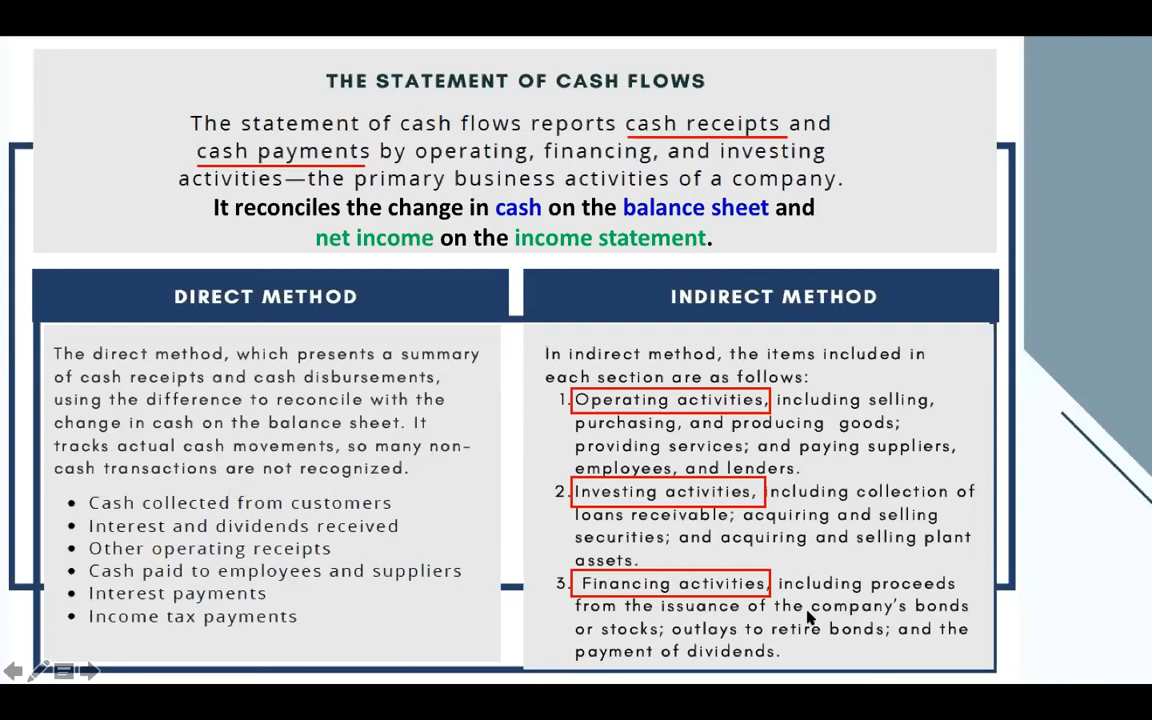 THE STATEMENT OF CASH FLOWS
The statement of cash flows reports cash receipts and
cash payments by operating, financing, and investing
activities—the primary business activities of a company.
It reconciles the change in cash on the balance sheet and
net income on the income statement.
DIRECT METHOD
The direct method, which presents a summary
of cash receipts and cash disbursements,
using the difference to reconcile with the
change in cash on the balance sheet. It
tracks actual cash movements, so many non-
cash transactions are not recognized.
• Cash collected from customers
• Interest and dividends received
• Other operating receipts
• Cash paid to employees and suppliers
• Interest payments
• Income tax payments
INDIRECT METHOD
In indirect method, the items included in
each section are as follows:
1. Operating activities, including selling,
purchasing, and producing goods;
providing services; and paying suppliers,
employees, and lenders.
2. Investing activities, including collection of
loans receivable; acquiring and selling
securities; and acquiring and selling plant
assets.
3. Financing activities, including proceeds
from the issuance of the company's bonds
or stocks; outlays to retire bonds; and the
payment of dividends.